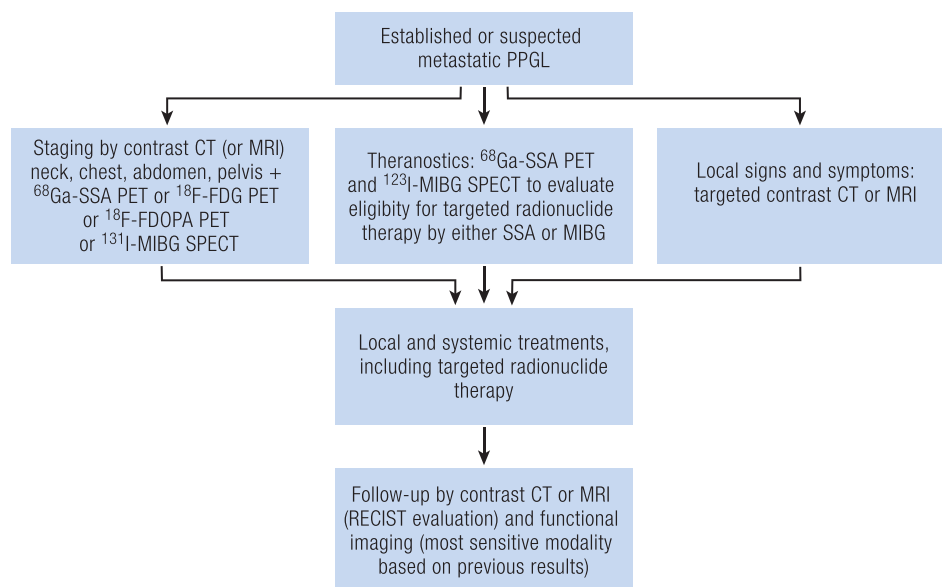 Established or suspected
metastatic PPGL
Staging by contrast CT (or MRI)
neck, chest, abdomen, pelvis +
⁶⁸Ga-SSA PET or ¹⁸F-FDG PET
or ¹⁸F-FDOPA PET
or ¹³¹I-MIBG SPECT
Theranostics: ⁶⁸Ga-SSA PET
and ¹²³I-MIBG SPECT to evaluate
eligibity for targeted radionuclide
therapy by either SSA or MIBG
Local signs and symptoms:
targeted contrast CT or MRI
Local and systemic treatments,
including targeted radionuclide
therapy
Follow-up by contrast CT or MRI
(RECIST evaluation) and functional
imaging (most sensitive modality
based on previous results)